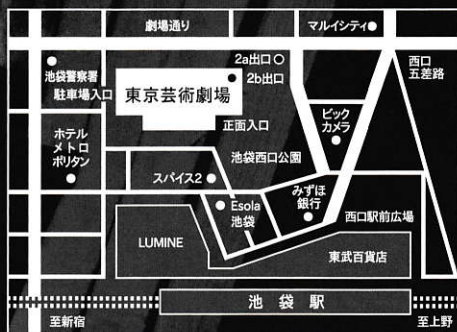 劇場通り
マルイシティ
2a出口
2b出口
西口
五差路
池袋警察署
駐車場入口
東京芸術劇場
正面入口
ビック
カメラ
ホテル
メトロ
ポリタン
池袋西口公園
スパイス2
みずほ
銀行
Esola
池袋
西口駅前広場
LUMINE
東武百貨店
池袋駅
至新宿
至上野